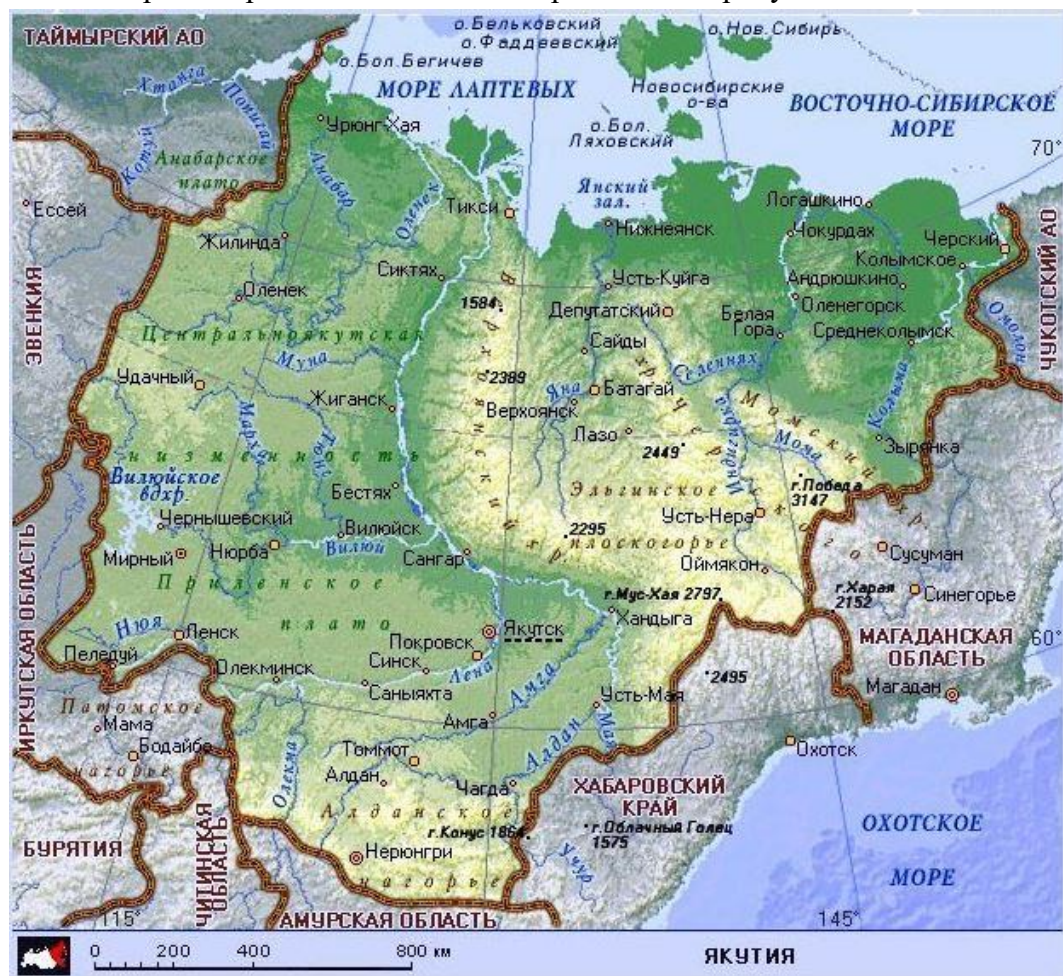 ТАЙМЫРСКИЙ АО
о.Бельковский
о.Фаддеевский
о.Нов.Сибирь
о.Бол.Бегичев
МОРЕ ЛАПТЕВЫХ
Новосибирские
о-ва
ВОСТОЧНО-СИБИРСКОЕ
МОРЕ
Хтанга
Попигай
Котуй
Урюнг-Хая
о.Бол.
Ляховский
70°
Анабарское
плато
Анабар
Оленек
Янский
зал.
Ессей
Тикси
Логашкино
Нижнеянск
Чокурдах
Черский
Жилинда
Колымское
ЧУКОТСКИЙ АО
ЭВЕНКИЯ
Сиктях
Усть-Куйга
Андрюшкино
Оленек
1584
Депутатский
Оленегорск
Белая
Гора
Среднеколымск
Омолон
Центральноякутская
низменность
Верхоянский
хр.
Муна
Сайды
Селеннях
Удачный
2389
Яна
Батагай
хр. Черского
Момский
хр.
Жиганск
Верхоянск
Колыма
Марха
Тюнг
Лазо
Индигирка
Мома
Зырянка
2449
Вилюйское
вдхр.
Бестях
г.Победа
3147
Эльгинское
плоскогорье
Чернышевский
Вилюйск
Усть-Нера
2295
Мирный
Нюрба
Вилюй
Сангар
Сусуман
Оймякон
Приленское
плато
г.Мус-Хая 2797
г.Харая
2152
Синегорье
ИРКУТСКАЯ ОБЛАСТЬ
Нюя
Ленск
Якутск
Хандыга
Покровск
МАГАДАНСКАЯ
ОБЛАСТЬ
60°
Пеледуй
Олекминск
Синск
Лена
Саныяхта
Амга
2495
Магадан
Патомское
нагорье
Усть-Мая
Мама
Амга
Мая
Бодайбо
Томмот
Алдан
Охотск
Олекма
Алдан
Чагда
ХАБАРОВСКИЙ
КРАЙ
Алданское
нагорье
г.Конус 1864
г.Облачный Голец
1575
ОХОТСКОЕ
МОРЕ
БУРЯТИЯ
ЧИТИНСКАЯ
ОБЛАСТЬ
Нерюнгри
Учур
115°
АМУРСКАЯ ОБЛАСТЬ
145°
0 200 400 800 км
ЯКУТИЯ